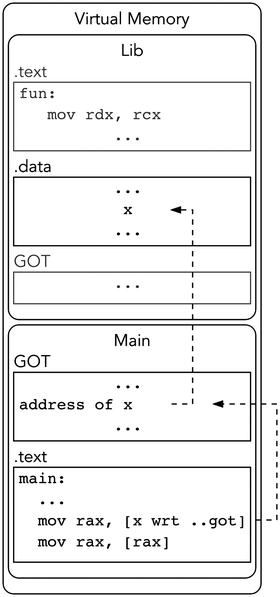 Virtual Memory
Lib
.text
fun:
mov rdx, rcx
...
.data
...
x
...
GOT
...
Main
GOT
...
address of x
...
.text
main:
...
mov rax, [x wrt ..got]
mov rax, [rax]